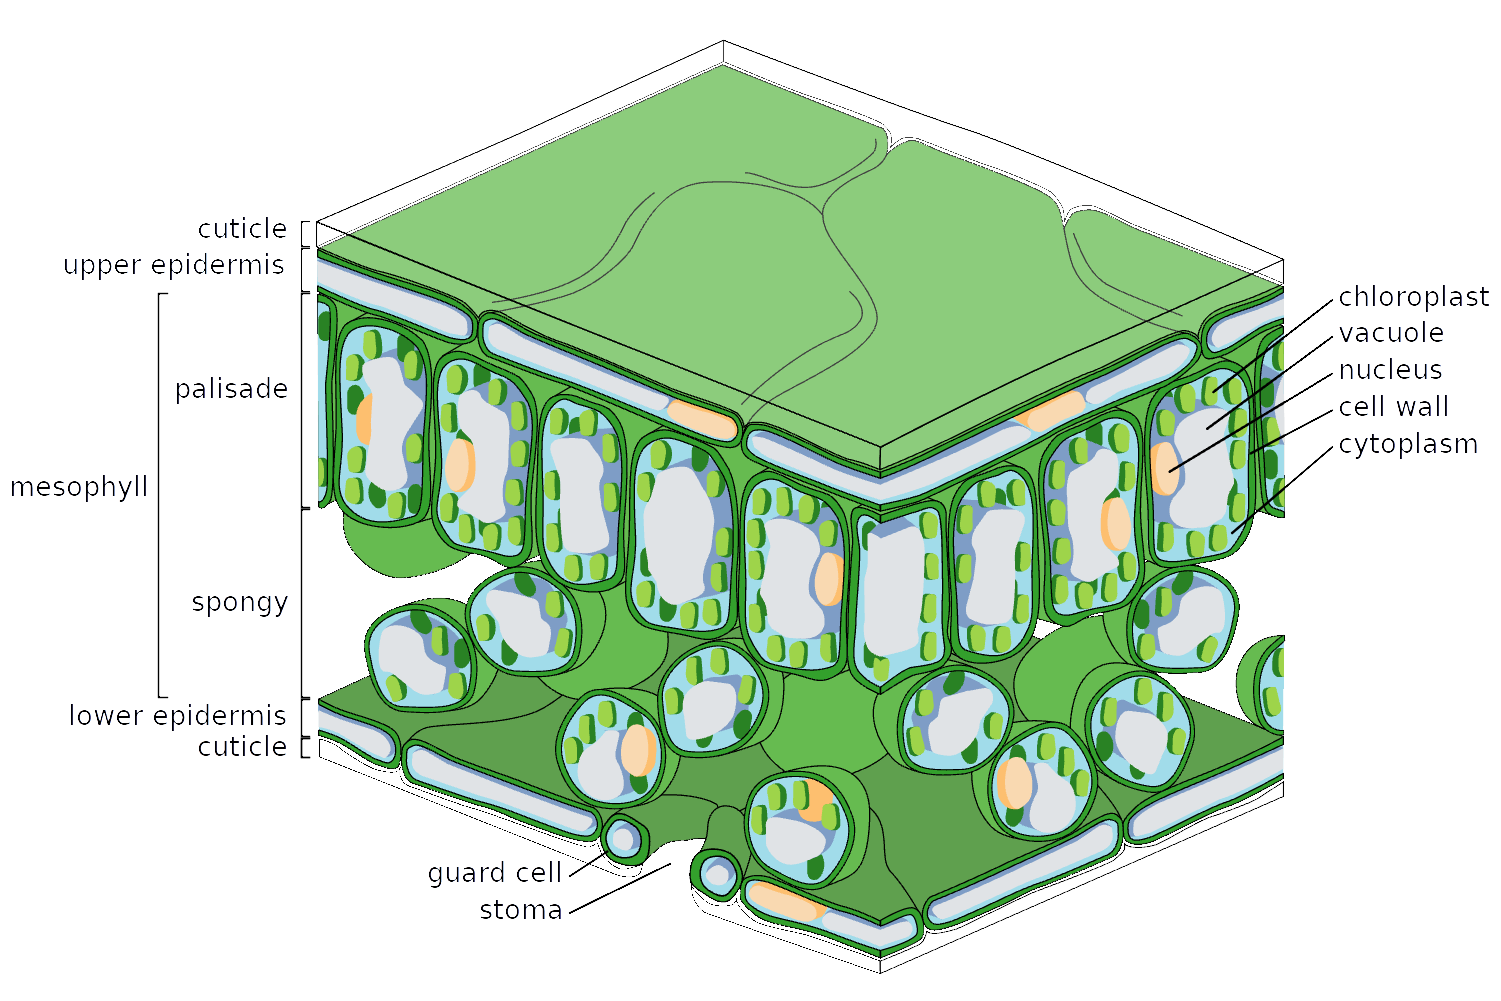 cuticle
upper epidermis
palisade
mesophyll
spongy
lower epidermis
cuticle
guard cell
stoma
chloroplast
vacuole
nucleus
cell wall
cytoplasm